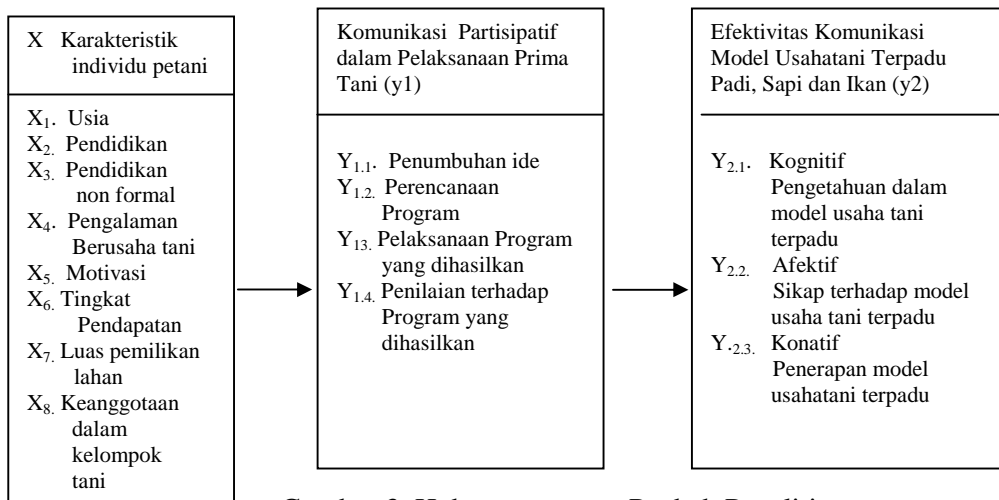 X Karakteristik
individu petani
X₁. Usia
X₂. Pendidikan
X₃. Pendidikan
non formal
X₄. Pengalaman
Berusaha tani
X₅. Motivasi
X₆. Tingkat
Pendapatan
X₇. Luas pemilikan
lahan
X₈. Keanggotaan
dalam
kelompok
tani
Komunikasi Partisipatif
dalam Pelaksanaan Prima
Tani (y1)
Y₁.₁. Penumbuhan ide
Y₁.₂. Perencanaan
Program
Y₁₃. Pelaksanaan Program
yang dihasilkan
Y₁.₄. Penilaian terhadap
Program yang
dihasilkan
Efektivitas Komunikasi
Model Usahatani Terpadu
Padi, Sapi dan Ikan (y2)
Y₂.₁. Kognitif
Pengetahuan dalam
model usaha tani
terpadu
Y₂.₂. Afektif
Sikap terhadap model
usaha tani terpadu
Y.₂.₃. Konatif
Penerapan model
usahatani terpadu